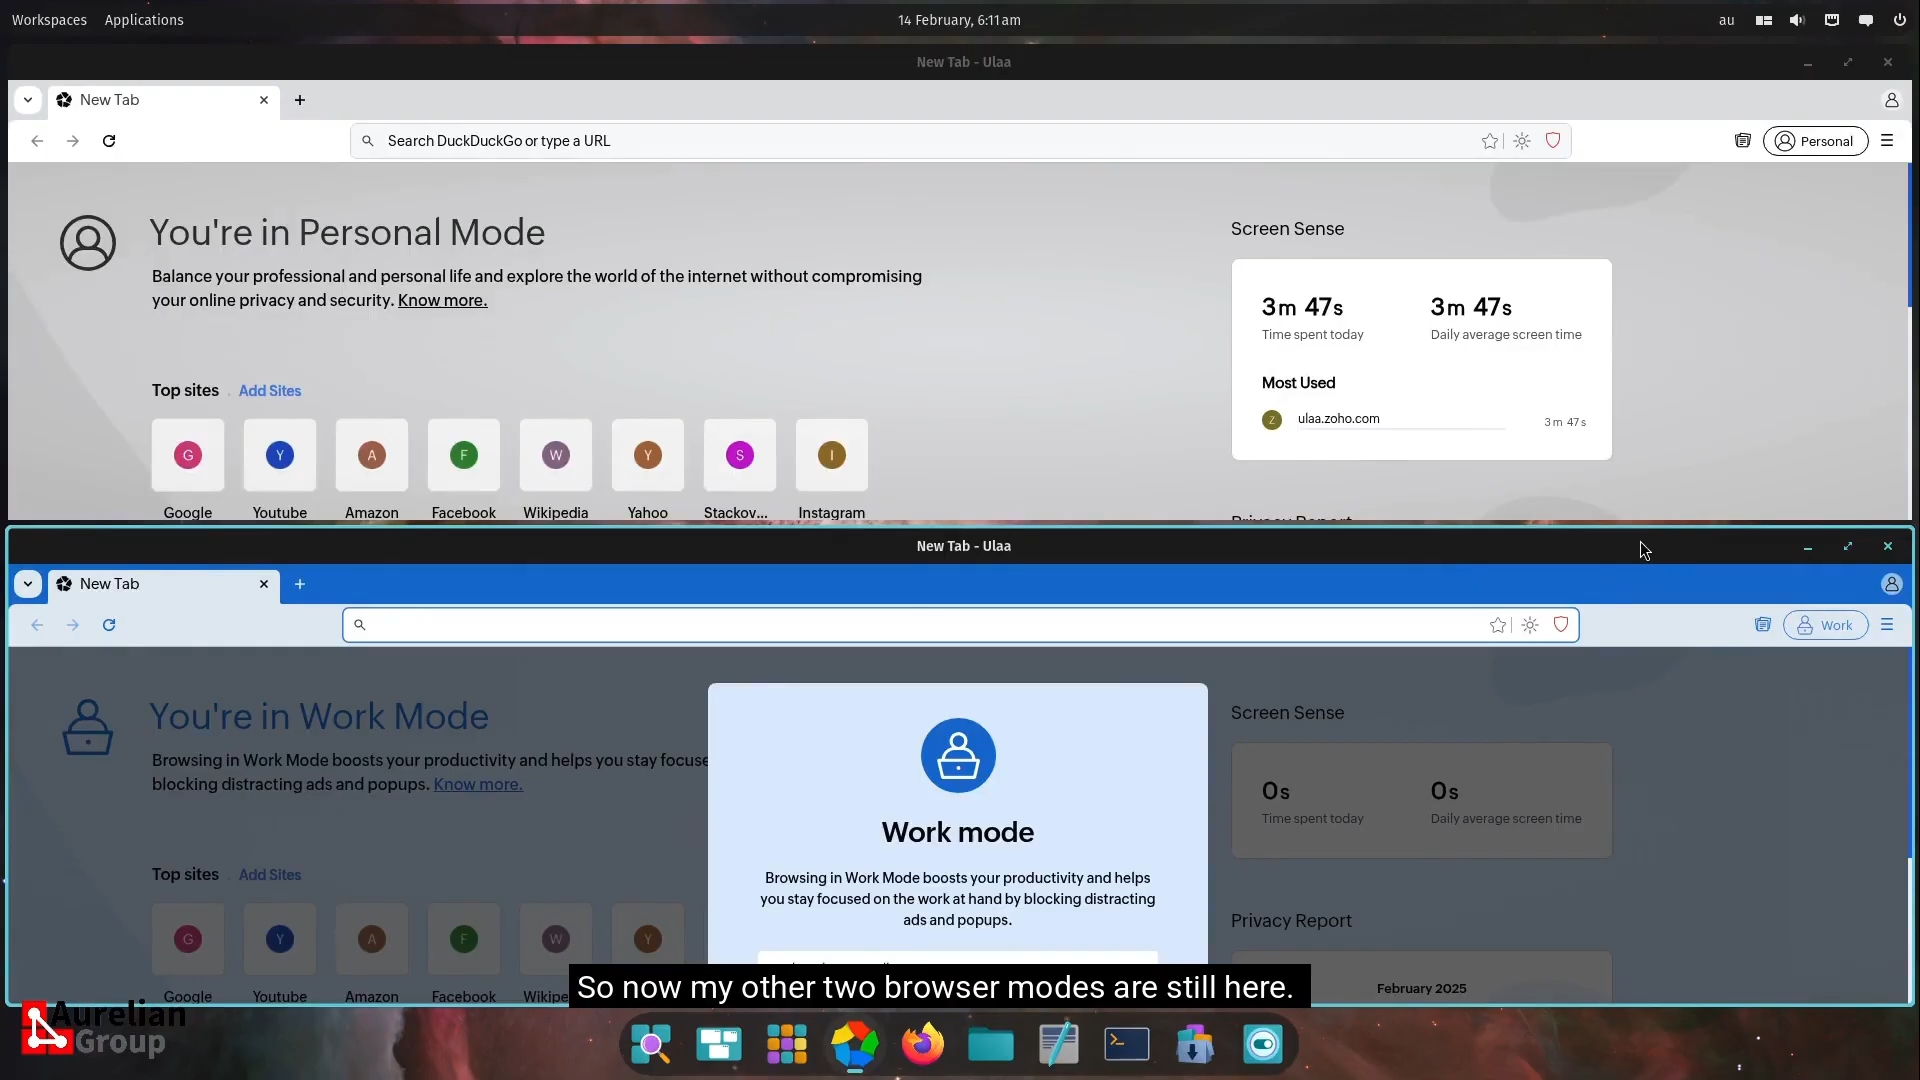 Workspaces Applications 14 February, 6:11 am au
New Tab - Ulaa
New Tab
Search DuckDuckGo or type a URL Personal
You're in Personal Mode
Balance your professional and personal life and explore the world of the internet without compromising
your online privacy and security. Know more.
Screen Sense
3m 47s 3m 47s
Time spent today Daily average screen time
Most Used
Z ulaa.zoho.com 3m 47s
Top sites Add Sites
G Y A F W Y S I
Google Youtube Amazon Facebook Wikipedia Yahoo Stackov... Instagram
Privacy Report
New Tab - Ulaa
New Tab
Work
You're in Work Mode
Browsing in Work Mode boosts your productivity and helps you stay focuse
blocking distracting ads and popups. Know more.
Work mode
Browsing in Work Mode boosts your productivity and helps
you stay focused on the work at hand by blocking distracting
ads and popups.
Screen Sense
0s 0s
Time spent today Daily average screen time
Top sites Add Sites
Privacy Report
G Y A F W Y
Google Youtube Amazon Facebook Wikipe
February 2025
So now my other two browser modes are still here.
Aurelian
Group